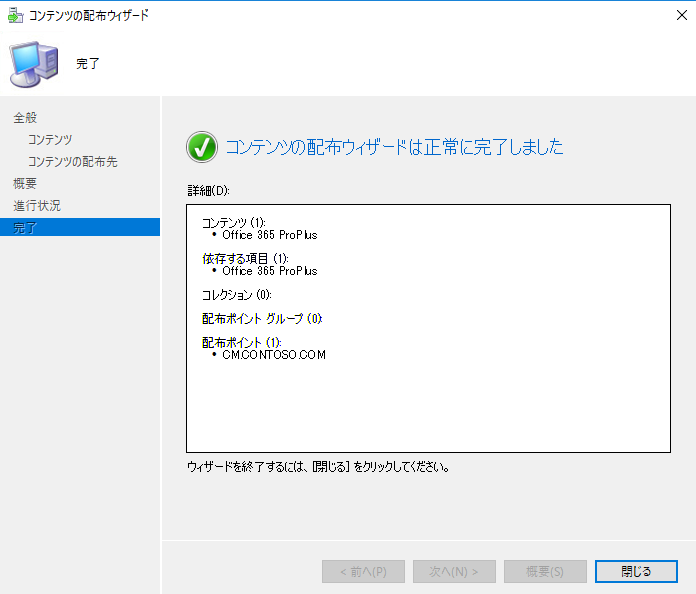 コンテンツの配布ウィザード
完了
全般
コンテンツ
コンテンツの配布先
概要
進行状況
完了
コンテンツの配布ウィザードは正常に完了しました
詳細(D):
コンテンツ (1):
• Office 365 ProPlus
依存する項目 (1):
• Office 365 ProPlus
コレクション (0):
配布ポイント グループ (0):
配布ポイント (1):
• CM.CONTOSO.COM
ウィザードを終了するには、[閉じる] をクリックしてください。
< 前へ(P)
次へ(N) >
概要(S)
閉じる